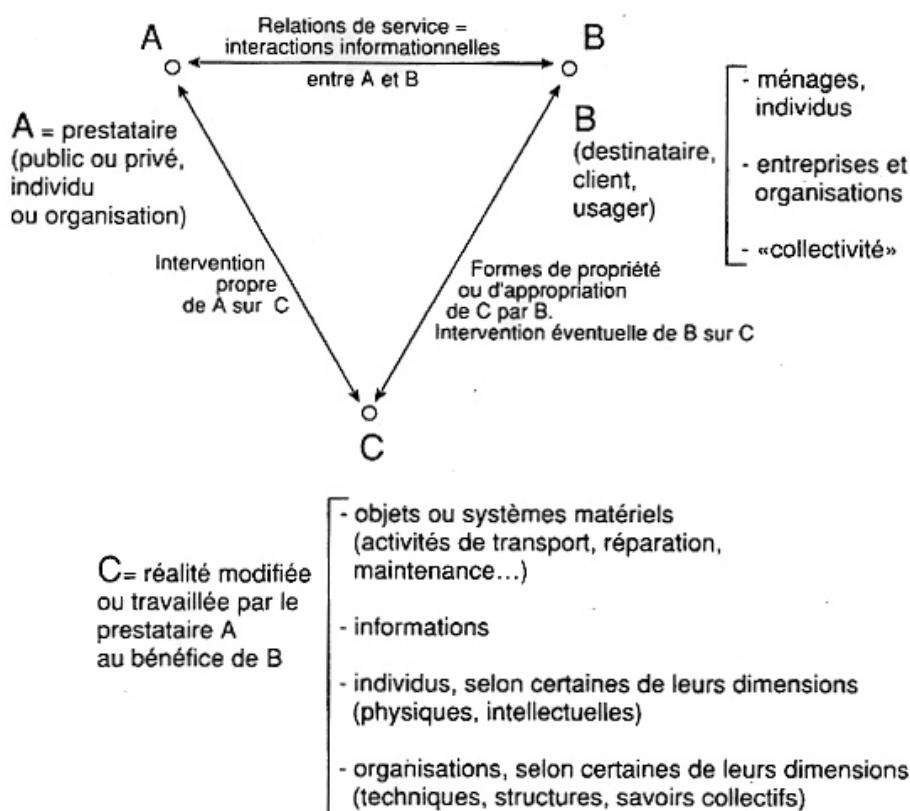 A
Relations de service =
interactions informationnelles
entre A et B
B
A = prestataire
(public ou privé,
individu
ou organisation)
B
(destinataire,
client,
usager)
- ménages,
individus
- entreprises et
organisations
- «collectivité»
Intervention
propre
de A sur C
Formes de propriété
ou d'appropriation
de C par B.
Intervention éventuelle de B sur C
C
C= réalité modifiée
ou travaillée par le
prestataire A
au bénéfice de B
- objets ou systèmes matériels
(activités de transport, réparation,
maintenance...)
- informations
- individus, selon certaines de leurs dimensions
(physiques, intellectuelles)
- organisations, selon certaines de leurs dimensions
(techniques, structures, savoirs collectifs)